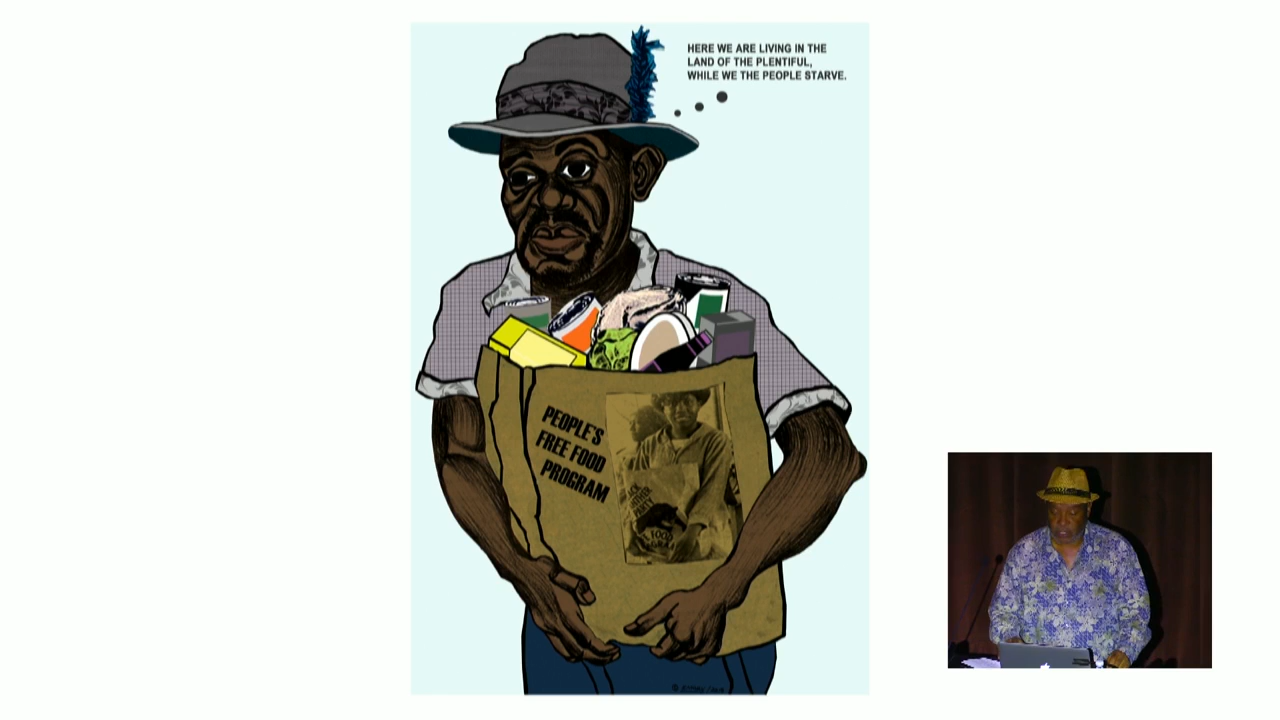 HERE WE ARE LIVING IN THE
LAND OF THE PLENTIFUL,
WHILE WE THE PEOPLE STARVE.
PEOPLE'S
FREE FOOD
PROGRAM
PARTY